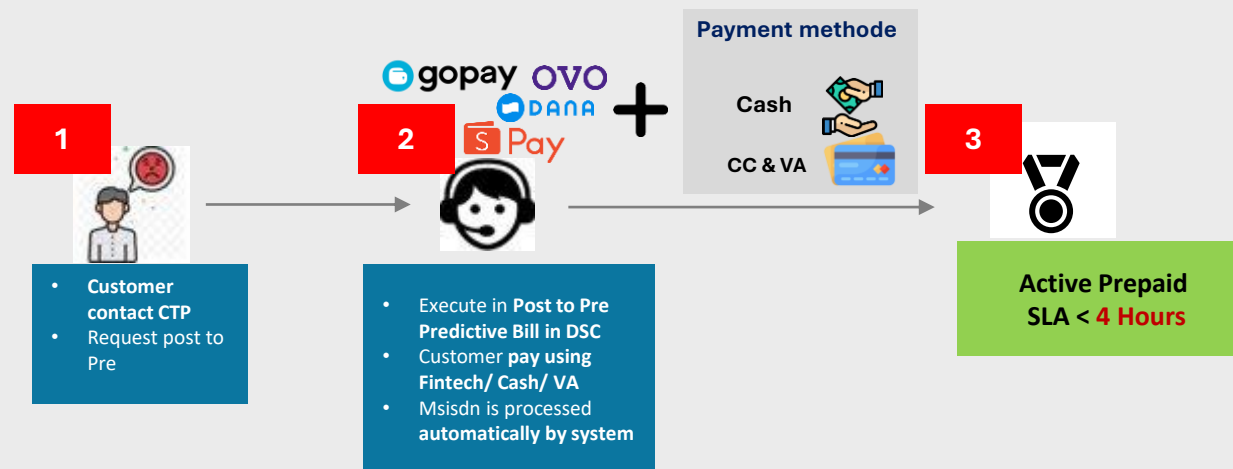 Payment methode
gopay OVO
DANA
S Pay
Cash
CC & VA
1
2
3
• Customer
contact CTP
• Request post to
Pre
• Execute in Post to Pre
Predictive Bill in DSC
• Customer pay using
Fintech/ Cash/ VA
• Msisdn is processed
automatically by system
Active Prepaid
SLA < 4 Hours